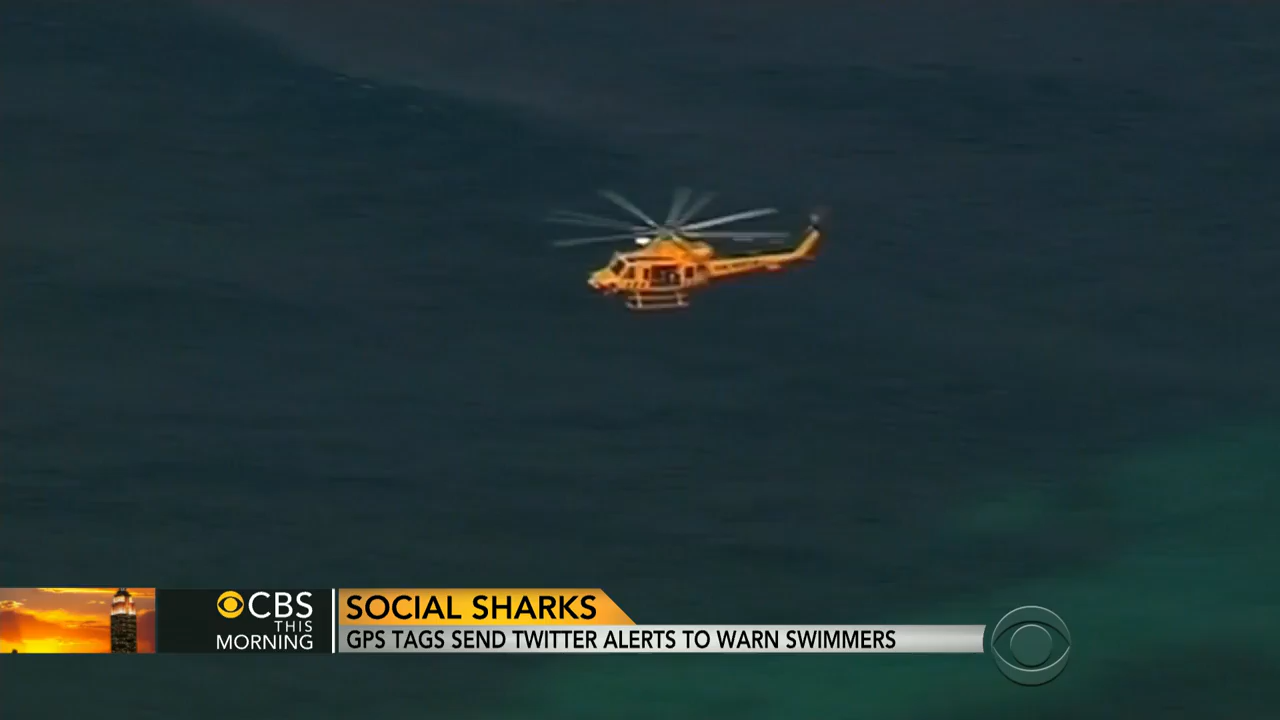 CBS
THIS
MORNING
SOCIAL SHARKS
GPS TAGS SEND TWITTER ALERTS TO WARN SWIMMERS